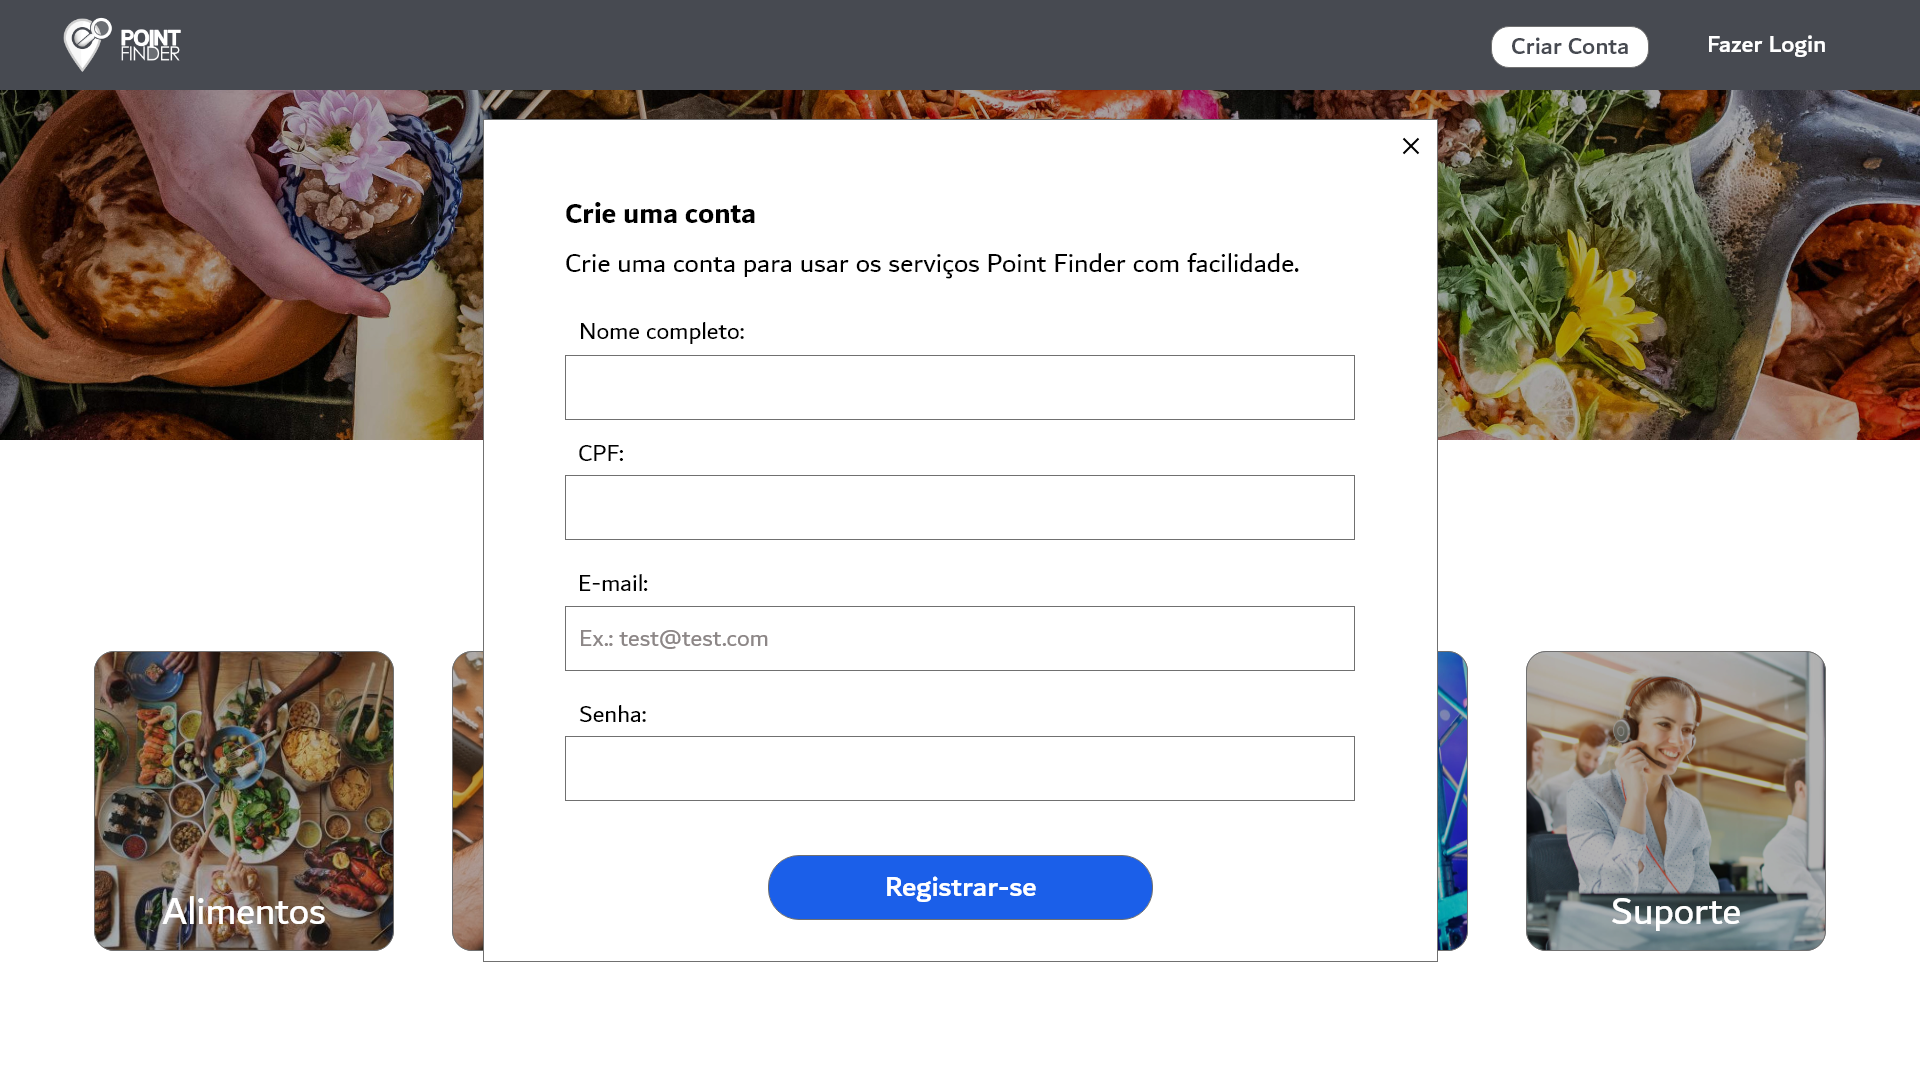 POINT
FINDER
Criar Conta
Fazer Login
Crie uma conta
Crie uma conta para usar os serviços Point Finder com facilidade.
Nome completo:
CPF:
E-mail:
Ex.: test@test.com
Senha:
Registrar-se
Alimentos
Suporte